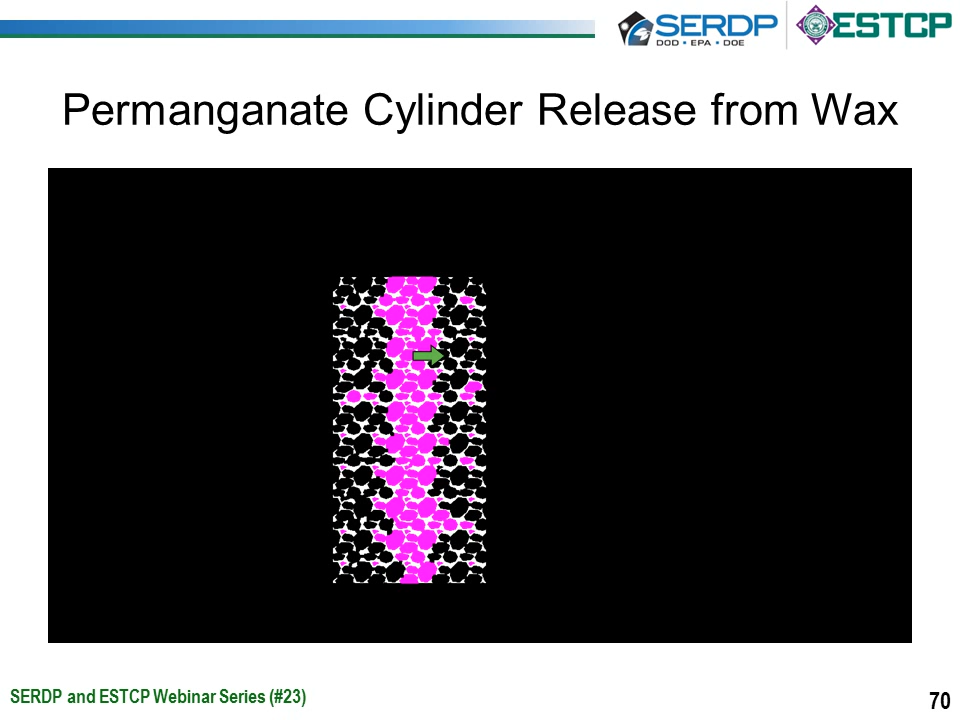 SERDP
DOD • EPA • DOE
ESTCP
Permanganate Cylinder Release from Wax
SERDP and ESTCP Webinar Series (#23)
70